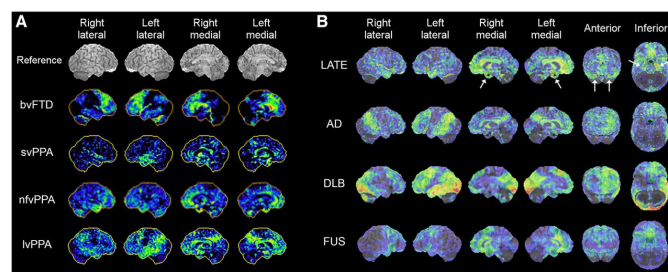 A
Right lateral
Left lateral
Right medial
Left medial
Reference
bvFTD
svPPA
nfvPPA
lvPPA
B
Right lateral
Left lateral
Right medial
Left medial
Anterior
Inferior
LATE
AD
DLB
FUS